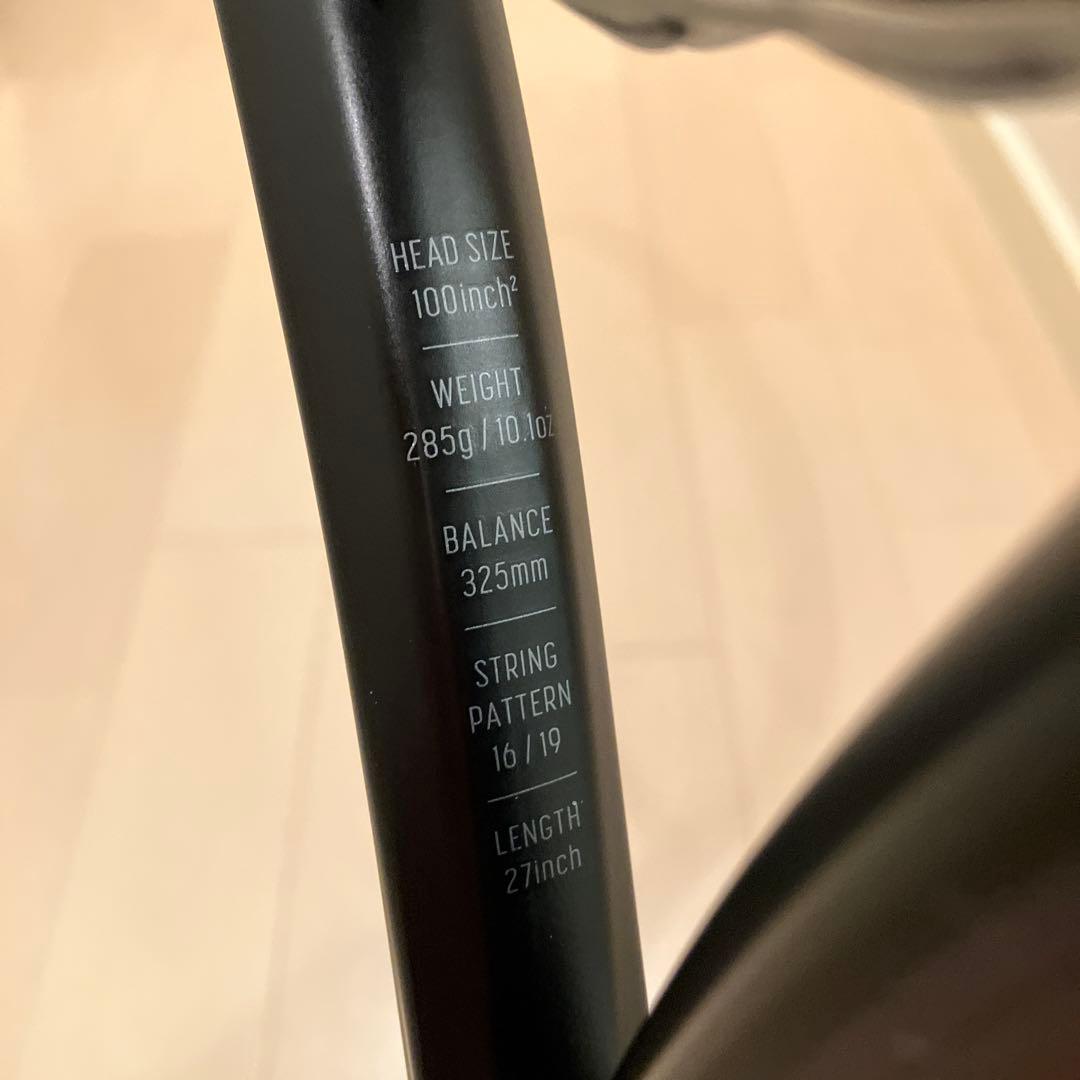 HEAD SIZE
100inch²
WEIGHT
285g / 10.1oz
BALANCE
325mm
STRING
PATTERN
16 / 19
LENGTH
27inch